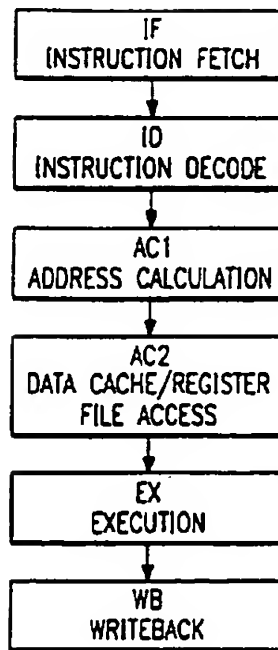 IF
INSTRUCTION FETCH
ID
INSTRUCTION DECODE
AC1
ADDRESS CALCULATION
AC2
DATA CACHE/REGISTER
FILE ACCESS
EX
EXECUTION
WB
WRITEBACK